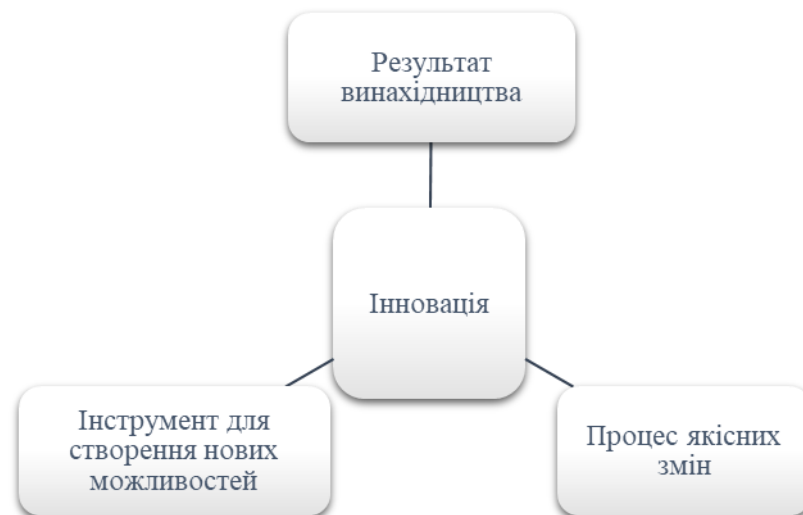 Результат
винахідництва
Інновація
Інструмент для
створення нових
можливостей
Процес якісних
змін